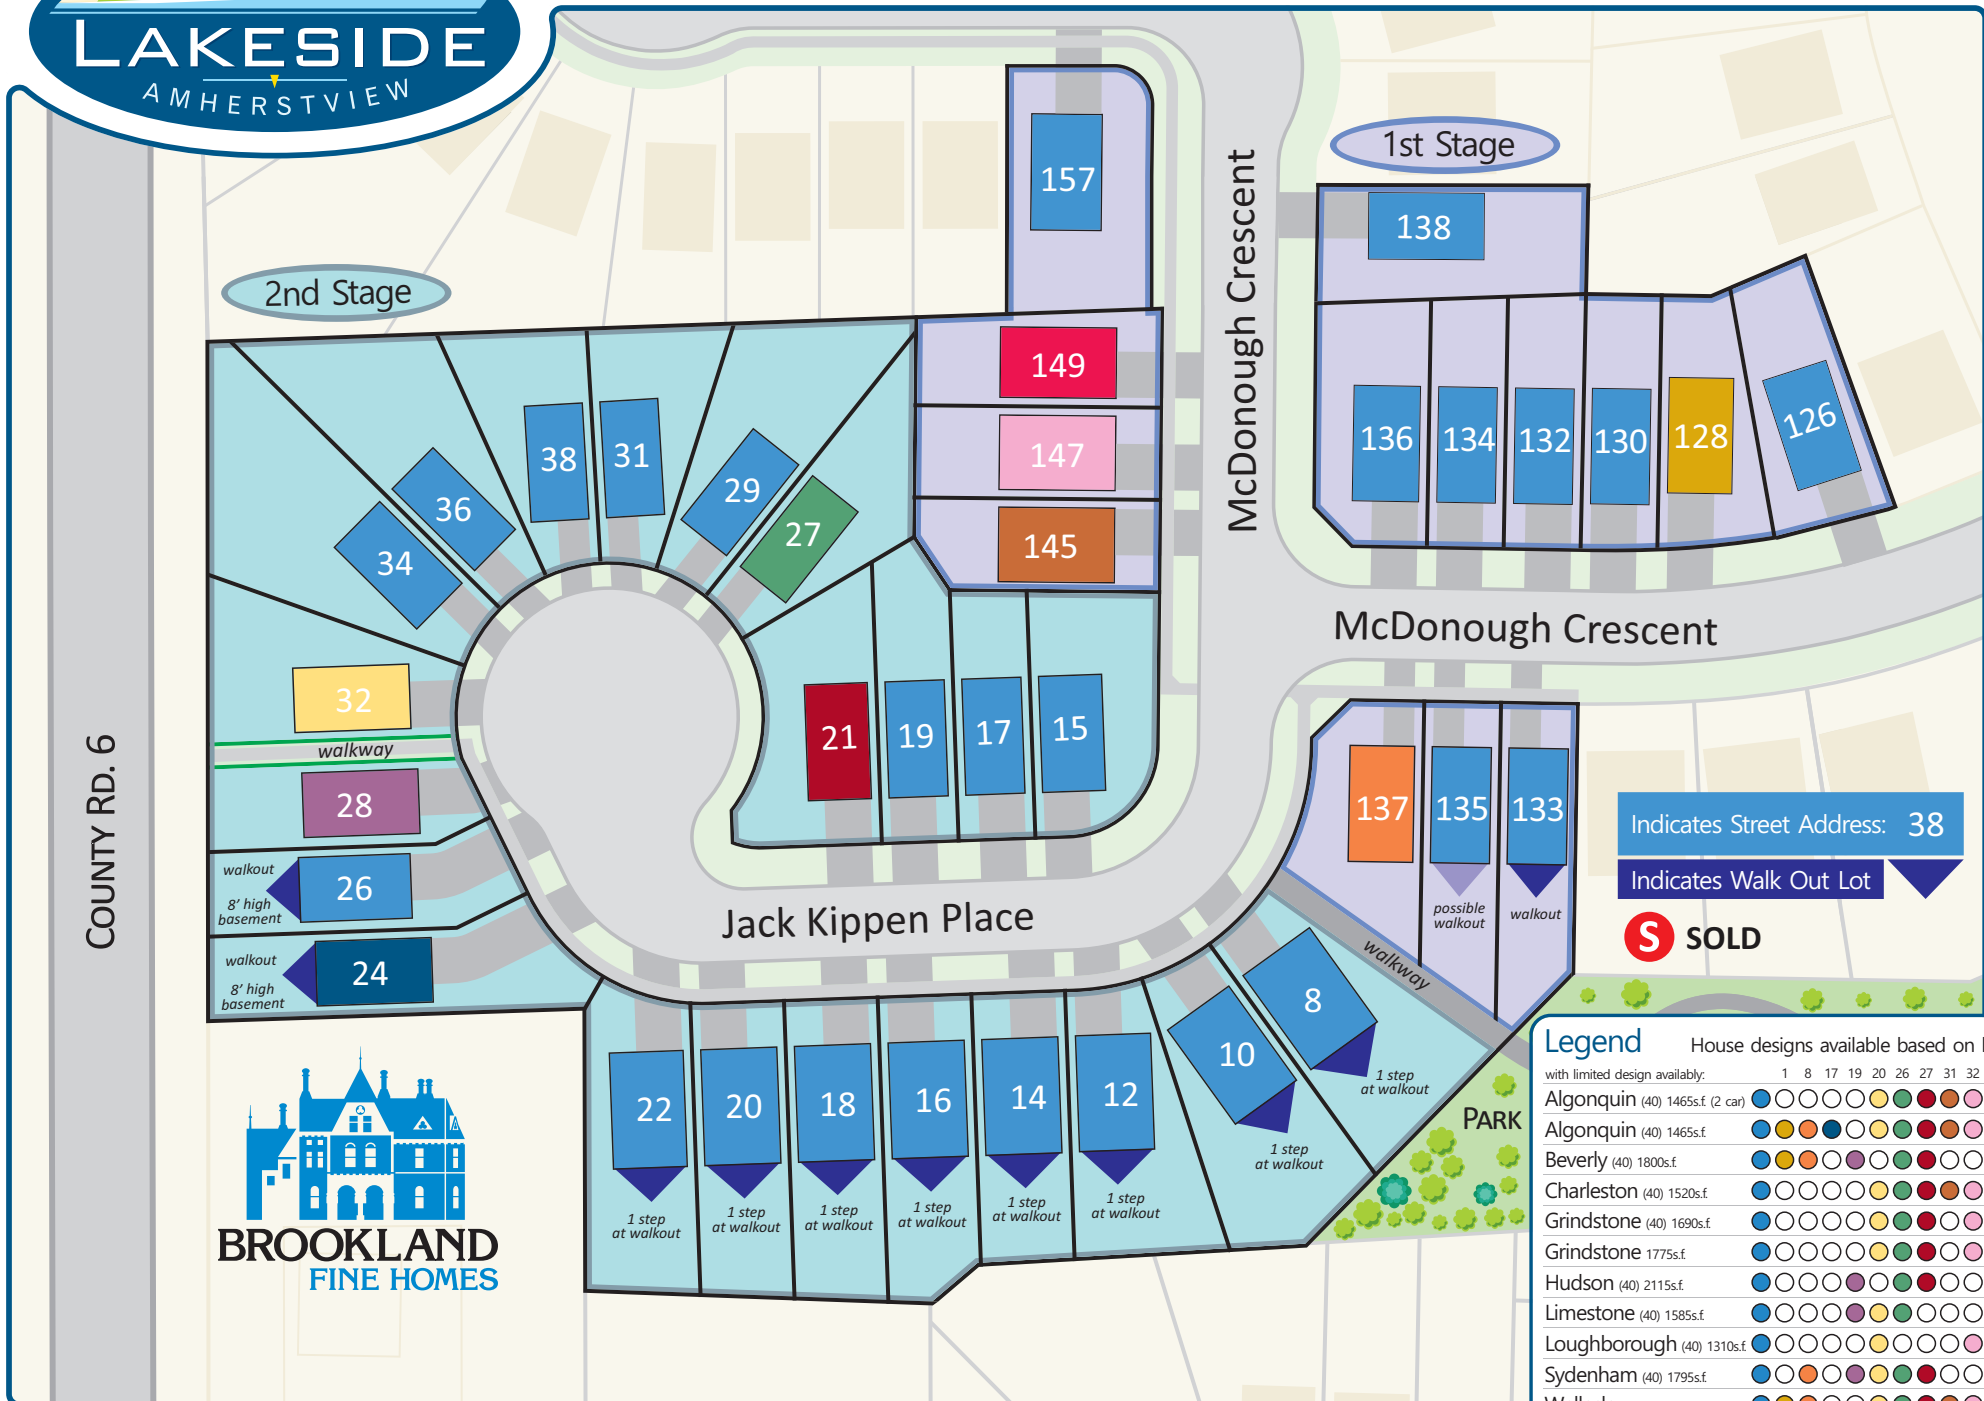 LAKESIDE
AMHERSTVIEW
1st Stage
2nd Stage
157
138
149
147
145
136
134
132
130
128
126
McDonough Crescent
McDonough Crescent
38
31
29
27
36
34
32
walkway
28
walkout
8' high
basement
26
walkout
8' high
basement
24
21
19
17
15
COUNTY RD. 6
Jack Kippen Place
137
135
133
possible
walkout
walkout
walkway
Indicates Street Address: 38
Indicates Walk Out Lot
S SOLD
22
20
18
16
14
12
10
8
1 step
at walkout
1 step
at walkout
1 step
at walkout
1 step
at walkout
1 step
at walkout
1 step
at walkout
1 step
at walkout
1 step
at walkout
PARK
BROOKLAND
FINE HOMES
Legend House designs available based on
with limited design availably: 1 8 17 19 20 26 27 31 32
Algonquin (40) 1465s.f. (2 car)
Algonquin (40) 1465s.f.
Beverly (40) 1800s.f.
Charleston (40) 1520s.f.
Grindstone (40) 1690s.f.
Grindstone 1775s.f.
Hudson (40) 2115s.f.
Limestone (40) 1585s.f.
Loughborough (40) 1310s.f.
Sydenham (40) 1795s.f.